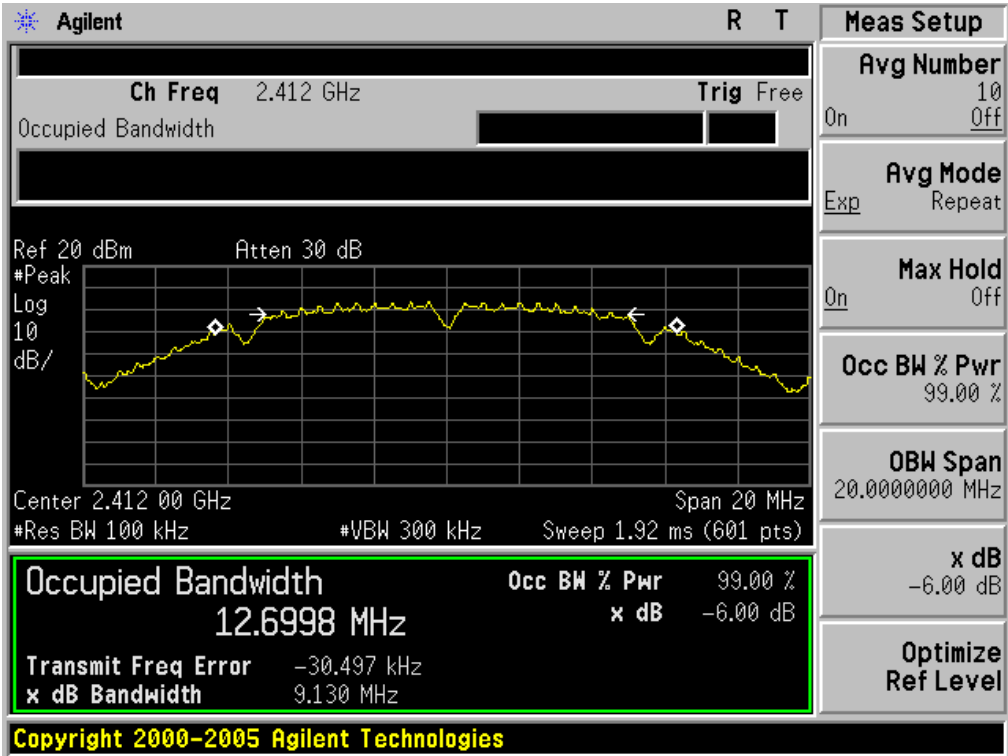 Agilent R T
Ch Freq 2.412 GHz Trig Free
Occupied Bandwidth
Ref 20 dBm Atten 30 dB
#Peak
Log
10
dB/
Center 2.412 00 GHz Span 20 MHz
#Res BW 100 kHz #VBW 300 kHz Sweep 1.92 ms (601 pts)
Occupied Bandwidth
12.6998 MHz
Occ BW % Pwr 99.00 %
x dB -6.00 dB
Transmit Freq Error -30.497 kHz
x dB Bandwidth 9.130 MHz
Copyright 2000-2005 Agilent Technologies
Meas Setup
Avg Number
10
On Off
Avg Mode
Exp Repeat
Max Hold
On Off
Occ BW % Pwr
99.00 %
OBW Span
20.0000000 MHz
x dB
-6.00 dB
Optimize
Ref Level